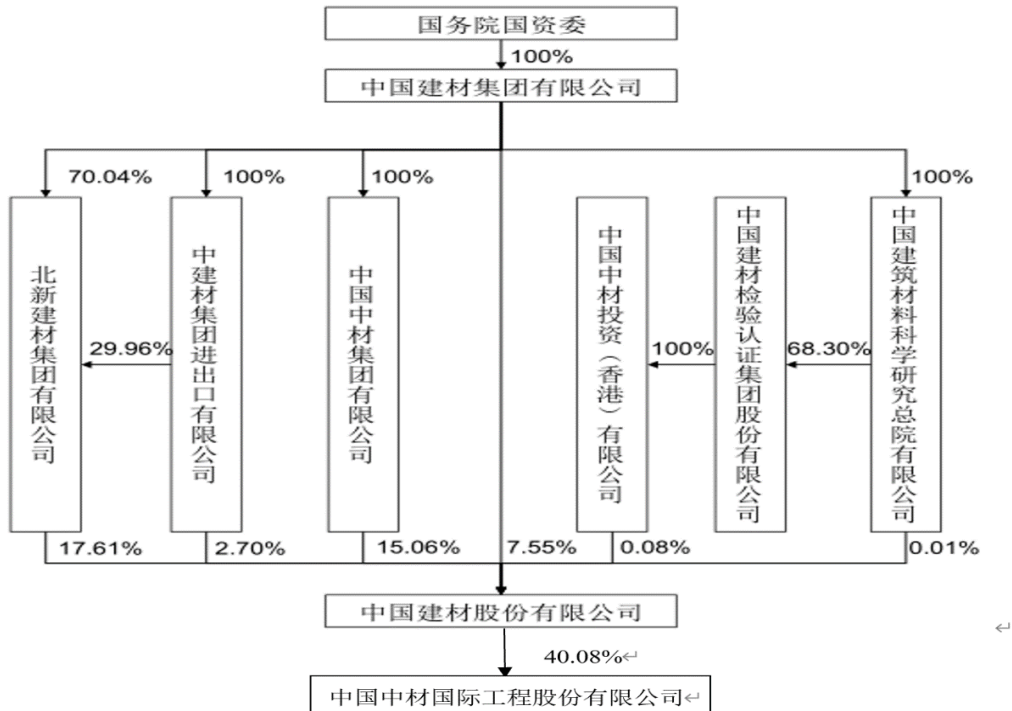 国务院国资委
100%
中国建材集团有限公司
70.04%
100%
100%
100%
北新建材集团有限公司
29.96%
中建材集团进出口有限公司
中国中材集团有限公司
中国中材投资（香港）有限公司
100%
中国建材检验认证集团股份有限公司
68.30%
中国建筑材料科学研究总院有限公司
17.61%
2.70%
15.06%
7.55%
0.08%
0.01%
中国建材股份有限公司
40.08%
中国中材国际工程股份有限公司